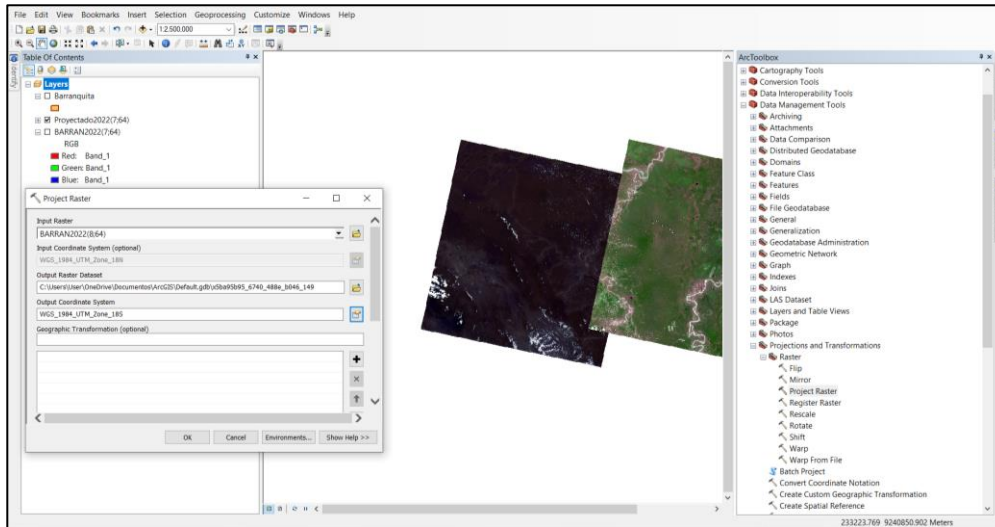 File Edit View Bookmarks Insert Selection Geoprocessing Customize Windows Help
1:2.500.000
Table Of Contents
Identify
Layers
Barranquita
Proyectado2022(7;64)
BARRAN2022(7;64)
RGB
Red: Band_1
Green: Band_1
Blue: Band_1
Project Raster
Input Raster
BARRAN2022(8;64)
Input Coordinate System (optional)
WGS_1984_UTM_Zone_18N
Output Raster Dataset
C:\Users\User\OneDrive\Documentos\ArcGIS\Default.gdb\d5ba95b95_6740_488e_b046_149
Output Coordinate System
WGS_1984_UTM_Zone_18S
Geographic Transformation (optional)
OK Cancel Environments... Show Help >>
ArcToolbox
Cartography Tools
Conversion Tools
Data Interoperability Tools
Data Management Tools
Archiving
Attachments
Data Comparison
Distributed Geodatabase
Domains
Feature Class
Features
Fields
File Geodatabase
General
Generalization
Geodatabase Administration
Geometric Network
Graph
Indexes
Joins
LAS Dataset
Layers and Table Views
Package
Photos
Projections and Transformations
Raster
Flip
Mirror
Project Raster
Register Raster
Rescale
Rotate
Shift
Warp
Warp From File
Batch Project
Convert Coordinate Notation
Create Custom Geographic Transformation
Create Spatial Reference
233223.769 9240850.902 Meters